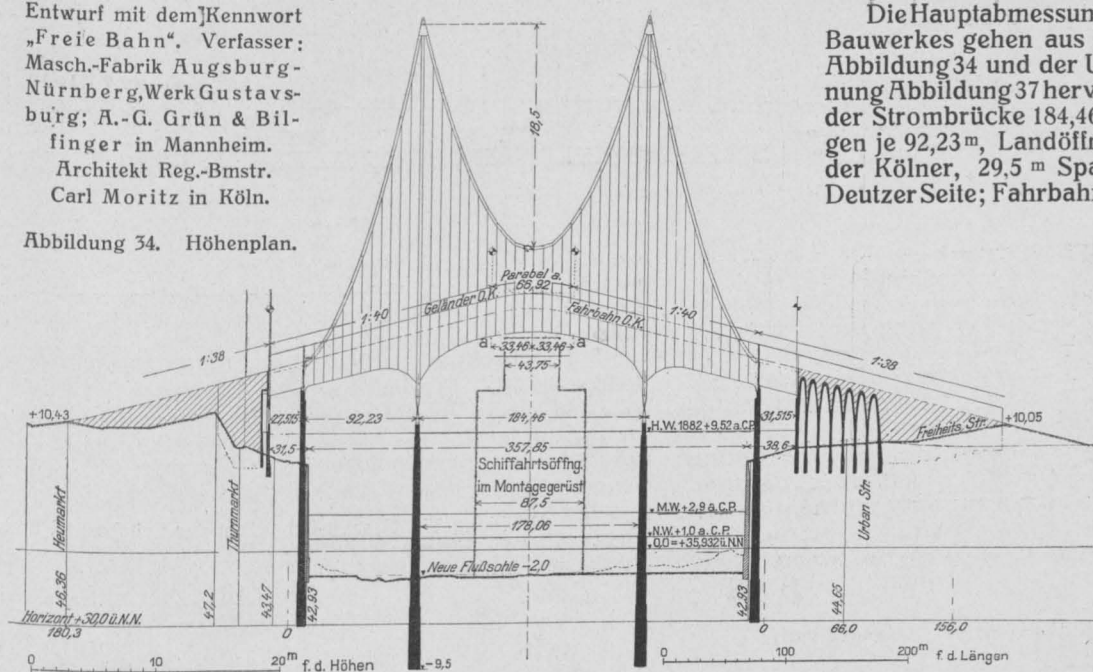 Entwurf mit dem Kennwort
„Freie Bahn“. Verfasser:
Masch.-Fabrik Augsburg-
Nürnberg, Werk Gustavs-
burg; A.-G. Grün & Bil-
finger in Mannheim.
Architekt Reg.-Bmstr.
Carl Moritz in Köln.
Abbildung 34. Höhenplan.
Die Hauptabmessun
Bauwerkes gehen aus
Abbildung 34 und der U
nung Abbildung 37 herv
der Strombrücke 184,46
gen je 92,23 m, Landöffn
der Kölner, 29,5 m Spa
Deutzer Seite; Fahrbah
Parabel a.
66,92
Geländer O.K.
Fahrbahn O.K.
1:40
1:40
1:38
1:38
a 33,46 33,46 a
43,75
+10,43
27,515
92,23
184,46
31,515
+10,05
H.W. 1882 + 9,52 a.C.P.
Freiheits Str.
31,5
357,85
38,6
Schiffahrtsöffng.
im Montagegerüst
87,5
M.W. + 2,9 a.C.P.
178,06
N.W. + 1,0 a.C.P.
0,0 = + 35,932 ü.N.N.
Heumarkt
Thurnmarkt
Urban Str.
Neue Flußsohle - 2,0
46,36
47,2
43,47
42,93
42,93
44,65
Horizont + 30,0 ü.N.N.
180,3
0
0
66,0
156,0
0 10 20 m f. d. Höhen
-9,5
0 100 200 m f. d. Längen